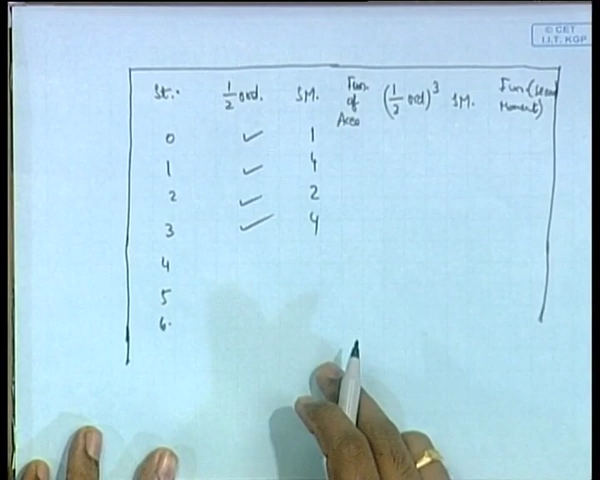 © CET
I.I.T. KGP
St. 1/2 ord. SM. Fun. of Area (1/2 ord)³ SM. Fun (second Moment)
0 ✓ 1
1 ✓ 4
2 ✓ 2
3 ✓ 4
4
5
6.